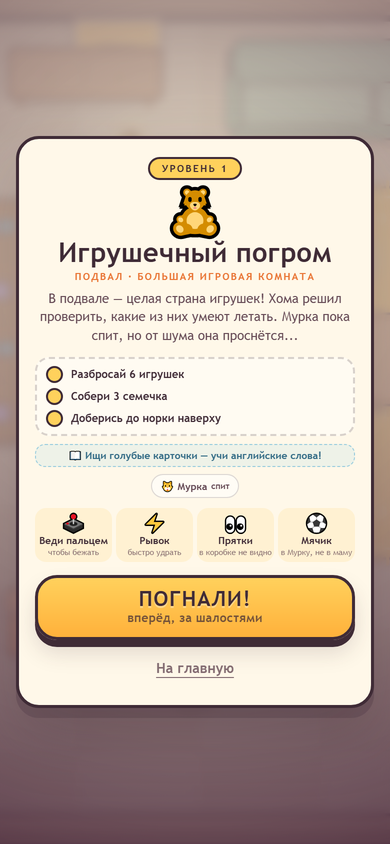 УРОВЕНЬ 1
Игрушечный погром
ПОДВАЛ · БОЛЬШАЯ ИГРОВАЯ КОМНАТА
В подвале — целая страна игрушек! Хома решил
проверить, какие из них умеют летать. Мурка пока
спит, но от шума она проснётся...
Разбросай 6 игрушек
Собери 3 семечка
Доберись до норки наверху
Ищи голубые карточки — учи английские слова!
Мурка спит
Веди пальцем
чтобы бежать
Рывок
быстро удрать
Прятки
в коробке не видно
Мячик
в Мурку, не в маму
ПОГНАЛИ!
вперёд, за шалостями
На главную